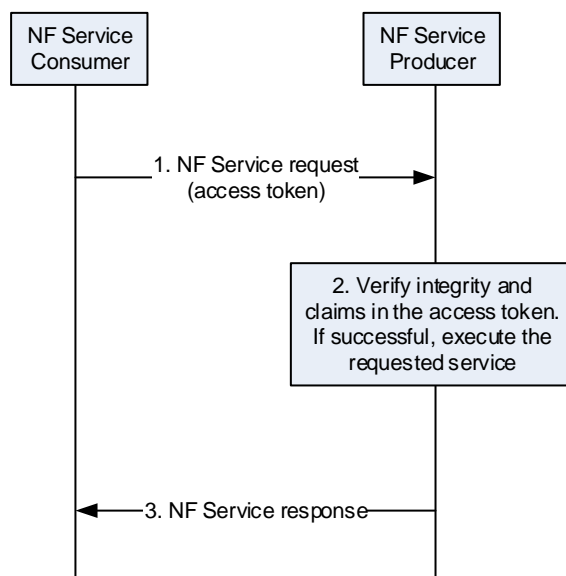 NF Service
Consumer
NF Service
Producer
1. NF Service request
(access token)
2. Verify integrity and
claims in the access token.
If successful, execute the
requested service
3. NF Service response